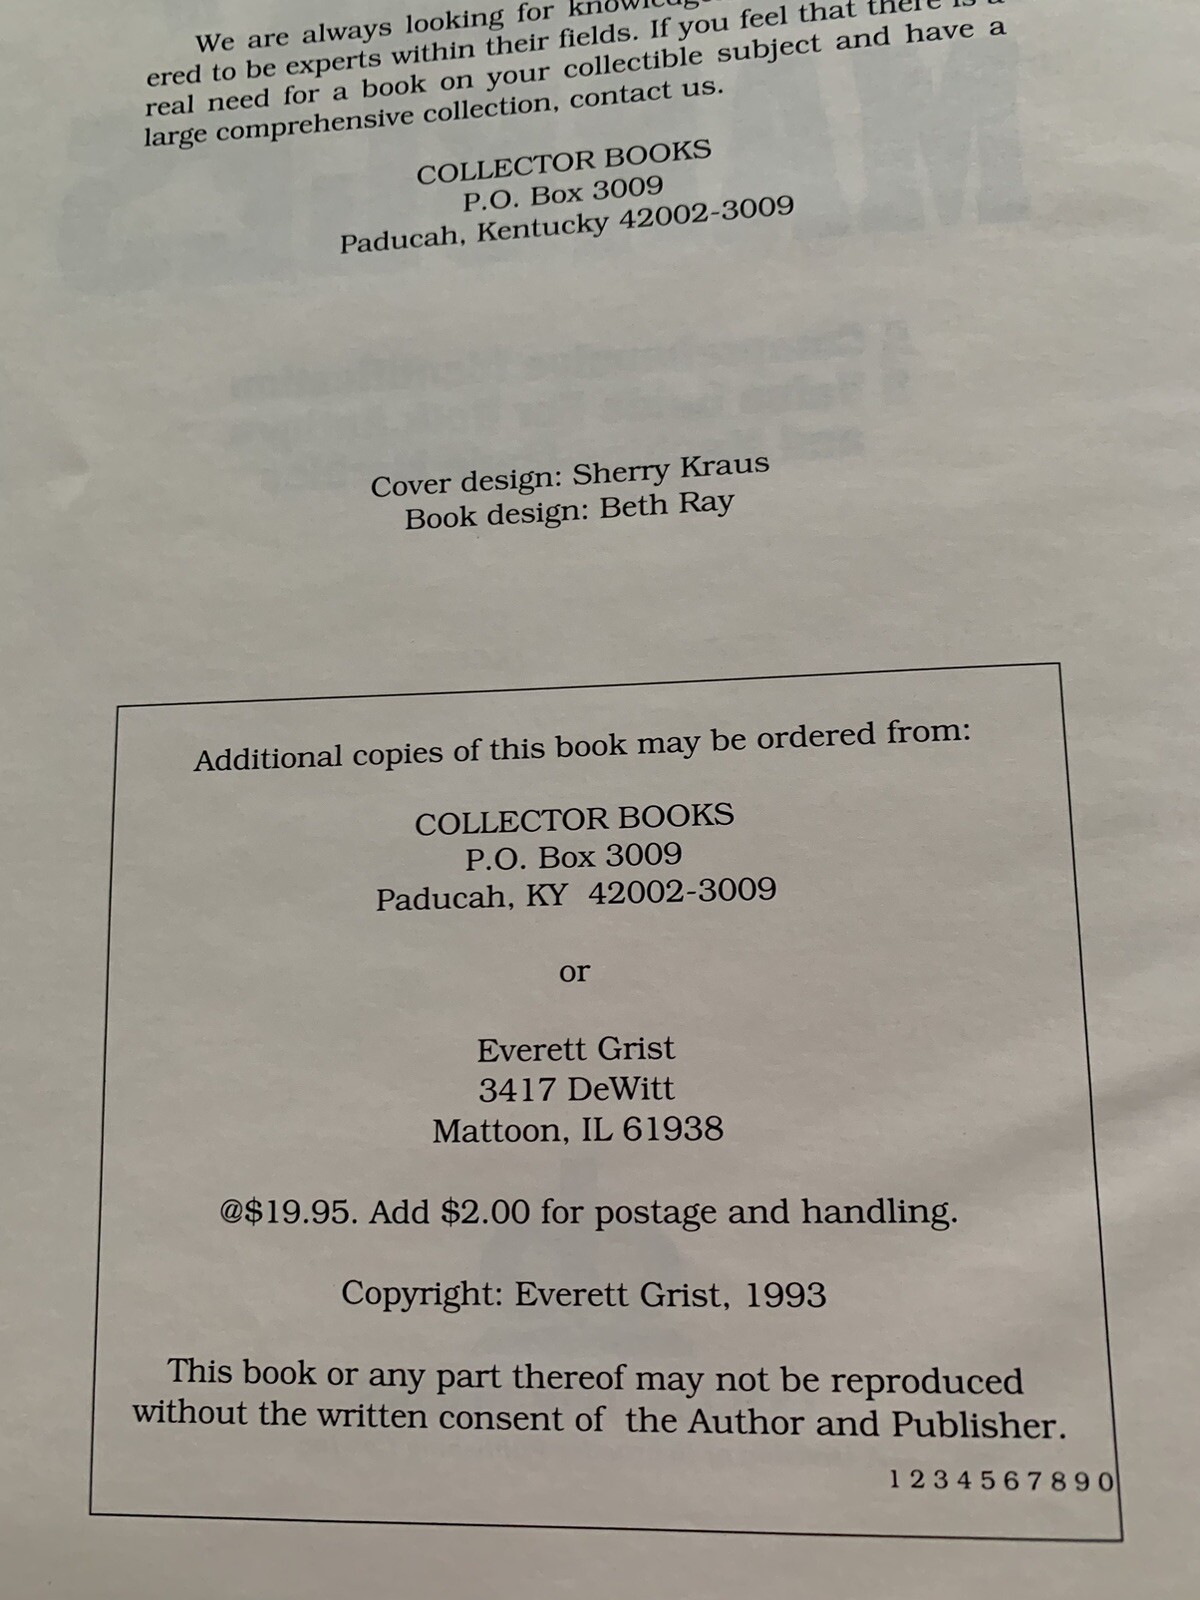 We are always looking for
ered to be experts within their fields. If you feel that there is a
real need for a book on your collectible subject and have a
large comprehensive collection, contact us.
COLLECTOR BOOKS
P.O. Box 3009
Paducah, Kentucky 42002-3009
Cover design: Sherry Kraus
Book design: Beth Ray
Additional copies of this book may be ordered from:
COLLECTOR BOOKS
P.O. Box 3009
Paducah, KY 42002-3009
or
Everett Grist
3417 DeWitt
Mattoon, IL 61938
@$19.95. Add $2.00 for postage and handling.
Copyright: Everett Grist, 1993
This book or any part thereof may not be reproduced
without the written consent of the Author and Publisher.
1 2 3 4 5 6 7 8 9 0